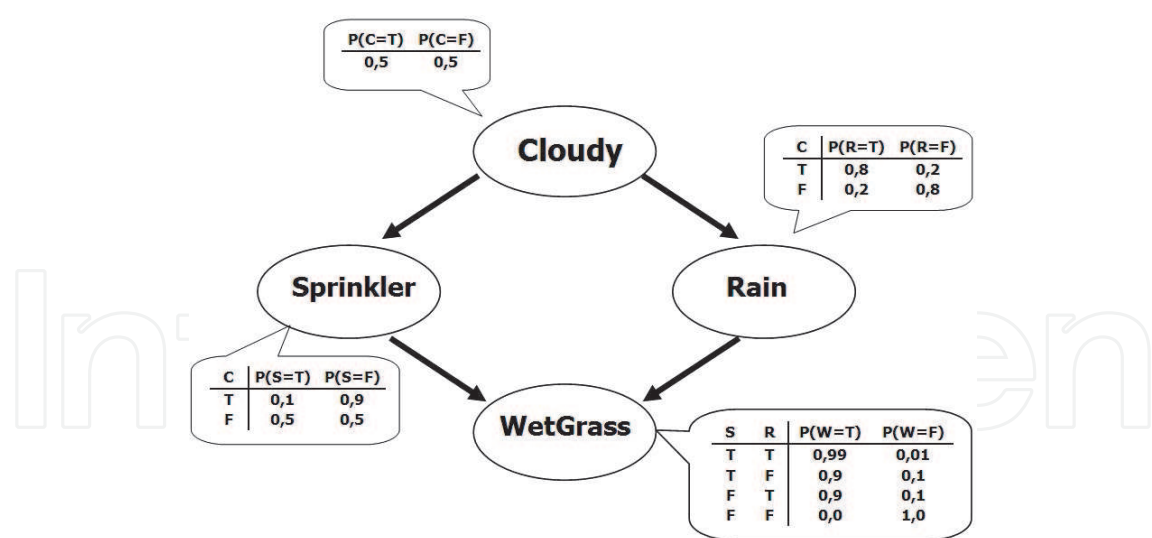 P(C=T) P(C=F)
0,5 0,5
Cloudy
C P(R=T) P(R=F)
T 0,8 0,2
F 0,2 0,8
Sprinkler
Rain
C P(S=T) P(S=F)
T 0,1 0,9
F 0,5 0,5
WetGrass
S R P(W=T) P(W=F)
T T 0,99 0,01
T F 0,9 0,1
F T 0,9 0,1
F F 0,0 1,0